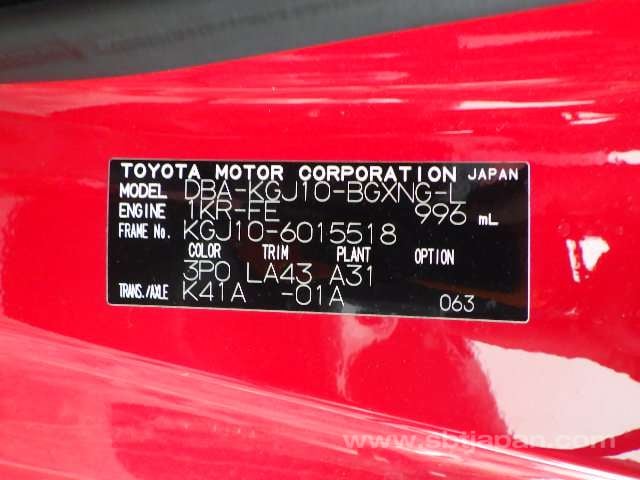 TOYOTA MOTOR CORPORATION JAPAN
MODEL DBA-KGJ10-BGXNG-L
ENGINE 1KR-FE 996 mL
FRAME No. KGJ10-6015518
COLOR TRIM PLANT OPTION
3P0 LA43 A31
TRANS./AXLE K41A -01A 063
www.sbtjapan.com